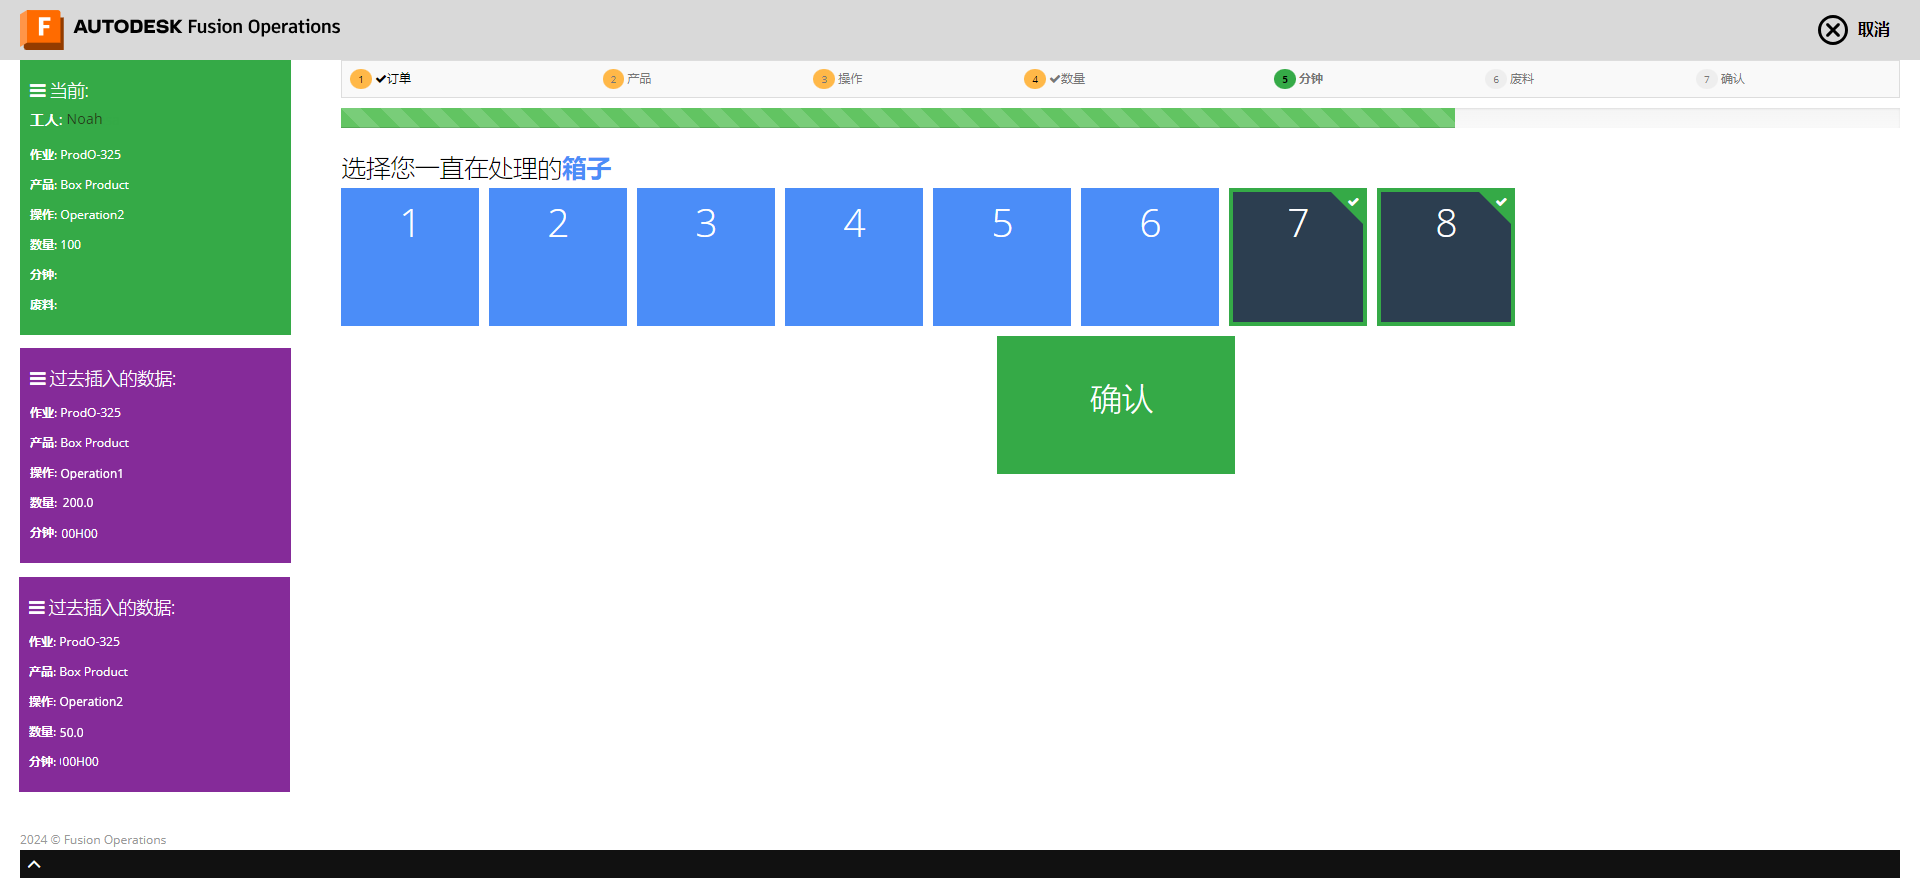 F AUTODESK Fusion Operations
取消
当前:
工人: Noah
作业: ProdO-325
产品: Box Product
操作: Operation2
数量: 100
分钟:
废料:
过去插入的数据:
作业: ProdO-325
产品: Box Product
操作: Operation1
数量: 200.0
分钟: 00H00
过去插入的数据:
作业: ProdO-325
产品: Box Product
操作: Operation2
数量: 50.0
分钟: 00H00
1 订单 2 产品 3 操作 4 数量 5 分钟 6 废料 7 确认
选择您一直在处理的箱子
1 2 3 4 5 6 7 8
确认
2024 © Fusion Operations